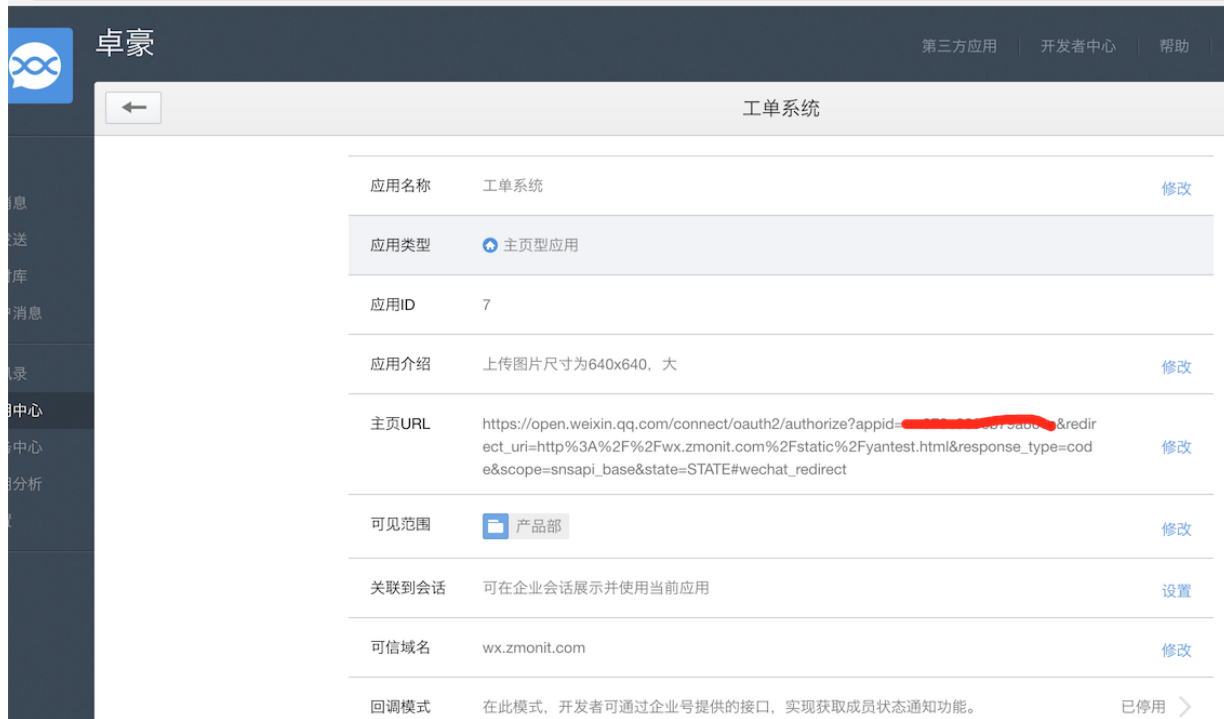 卓豪
第三方应用
开发者中心
帮助
工单系统
息
送
库
消息
录
中心
中心
分析
应用名称
工单系统
修改
应用类型
主页型应用
应用ID
7
应用介绍
上传图片尺寸为640x640，大
修改
主页URL
https://open.weixin.qq.com/connect/oauth2/authorize?appid=
&redir
ect_uri=http%3A%2F%2Fwx.zmonit.com%2Fstatic%2Fyantest.html&response_type=cod
e&scope=snsapi_base&state=STATE#wechat_redirect
修改
可见范围
产品部
修改
关联到会话
可在企业会话展示并使用当前应用
设置
可信域名
wx.zmonit.com
修改
回调模式
在此模式，开发者可通过企业号提供的接口，实现获取成员状态通知功能。
已停用